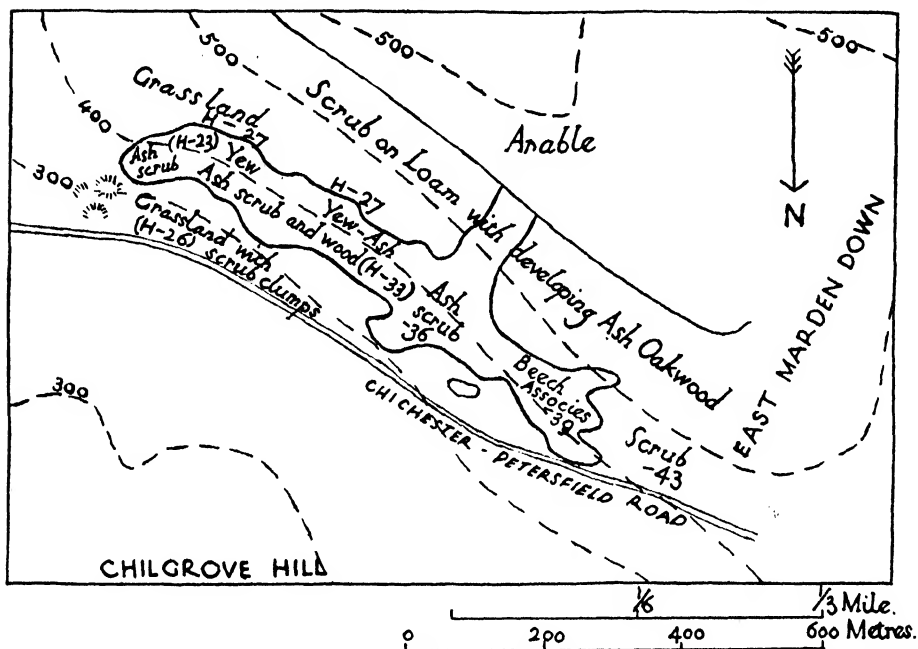 500
500
500
Grass land
H-27
Scrub on Loam with developing Ash Oakwood
Arable
400
Ash scrub
(H-23) Yew
H-27
Yew-Ash
Ash scrub and wood (H-33)
300
Grassland with
(H-26) scrub clumps
Ash
scrub
-36
Beech
Associes
-39
Scrub
-43
N
EAST MARDEN DOWN
300
CHICHESTER - PETERSFIELD ROAD
CHILGROVE HILL
1/6
1/3 Mile.
0 200 400 600 Metres.